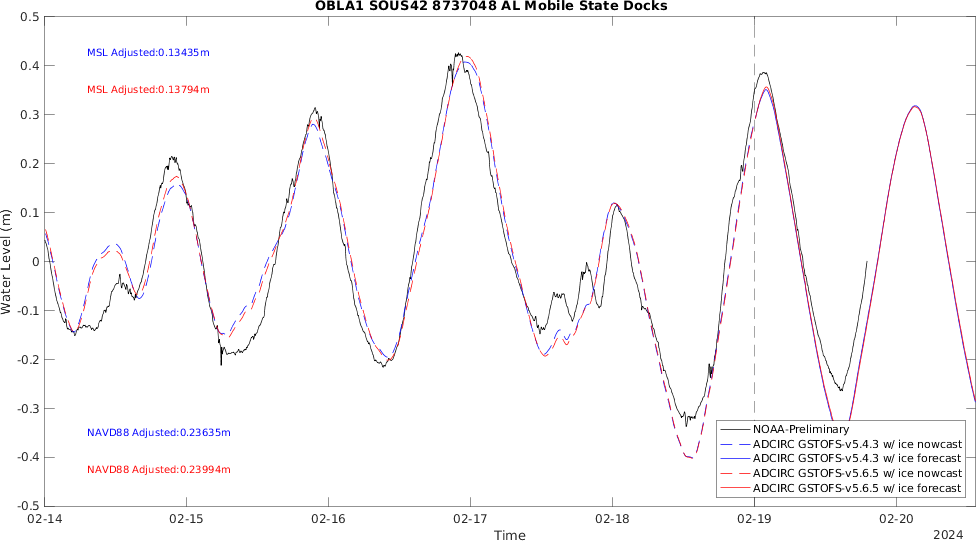 OBLA1 SOUS42 8737048 AL Mobile State Docks
0.5
0.4
0.3
0.2
0.1
0
-0.1
-0.2
-0.3
-0.4
-0.5
Water Level (m)
MSL Adjusted:0.13435m
MSL Adjusted:0.13794m
NAVD88 Adjusted:0.23635m
NAVD88 Adjusted:0.23994m
NOAA-Preliminary
ADCIRC GSTOFS-v5.4.3 w/ ice nowcast
ADCIRC GSTOFS-v5.4.3 w/ ice forecast
ADCIRC GSTOFS-v5.6.5 w/ ice nowcast
ADCIRC GSTOFS-v5.6.5 w/ ice forecast
02-14 02-15 02-16 02-17 02-18 02-19 02-20
Time
2024